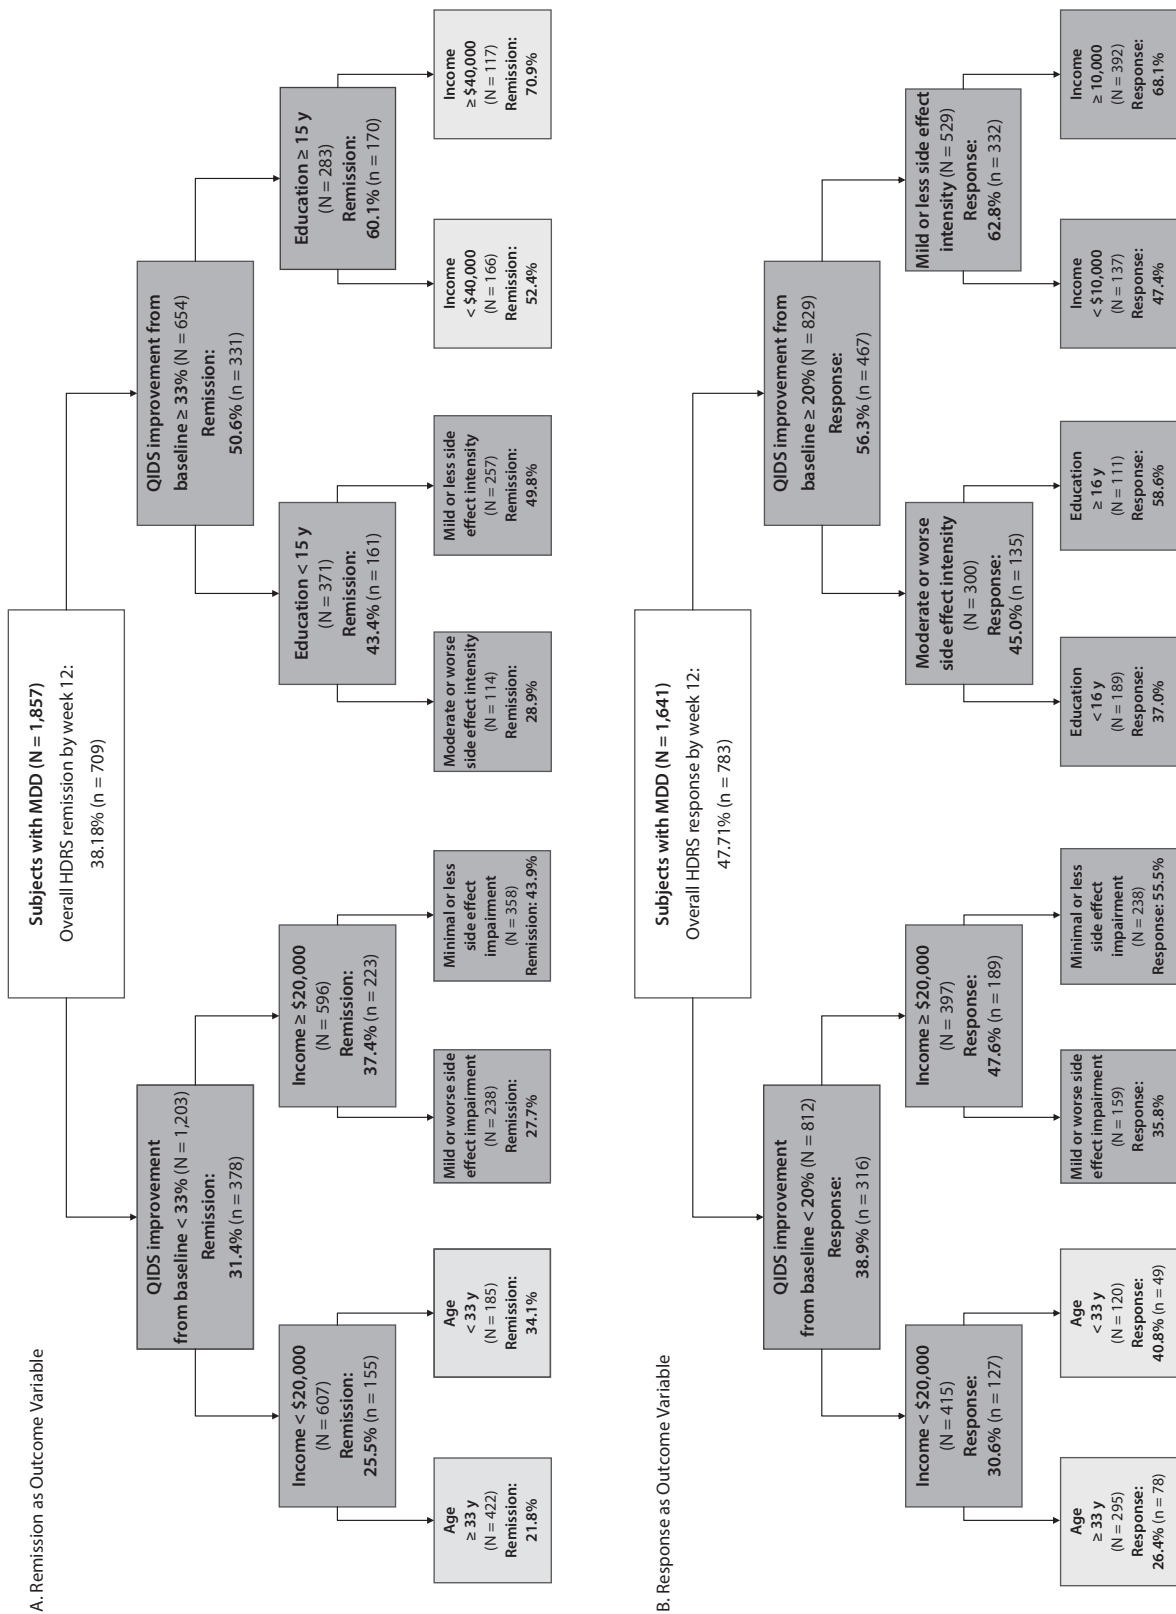 A. Remission as Outcome Variable
Subjects with MDD (N = 1,857)
Overall HDRS remission by week 12:
38.18% (n = 709)
QIDS improvement
from baseline < 33% (N = 1,203)
Remission:
31.4% (n = 378)
QIDS improvement from
baseline ≥ 33% (N = 654)
Remission:
50.6% (n = 331)
Income < $20,000
(N = 607)
Remission:
25.5% (n = 155)
Income ≥ $20,000
(N = 596)
Remission:
37.4% (n = 223)
Education < 15 y
(N = 371)
Remission:
43.4% (n = 161)
Education ≥ 15 y
(N = 283)
Remission:
60.1% (n = 170)
Age
≥ 33 y
(N = 422)
Remission:
21.8%
Age
< 33 y
(N = 185)
Remission:
34.1%
Mild or worse side
effect impairment
(N = 238)
Remission:
27.7%
Minimal or less
side effect
impairment
(N = 358)
Remission: 43.9%
Moderate or worse
side effect intensity
(N = 114)
Remission:
28.9%
Mild or less side
effect intensity
(N = 257)
Remission:
49.8%
Income
< $40,000
(N = 166)
Remission:
52.4%
Income
≥ $40,000
(N = 117)
Remission:
70.9%
B. Response as Outcome Variable
Subjects with MDD (N = 1,641)
Overall HDRS response by week 12:
47.71% (n = 783)
QIDS improvement
from baseline < 20% (N = 812)
Response:
38.9% (n = 316)
QIDS improvement from
baseline ≥ 20% (N = 829)
Response:
56.3% (n = 467)
Income < $20,000
(N = 415)
Response:
30.6% (n = 127)
Income ≥ $20,000
(N = 397)
Response:
47.6% (n = 189)
Moderate or worse
side effect intensity
(N = 300)
Response:
45.0% (n = 135)
Mild or less side effect
intensity (N = 529)
Response:
62.8% (n = 332)
Age
≥ 33 y
(N = 295)
Response:
26.4% (n = 78)
Age
< 33 y
(N = 120)
Response:
40.8% (n = 49)
Mild or worse side
effect impairment
(N = 159)
Response:
35.8%
Minimal or less
side effect
impairment
(N = 238)
Response: 55.5%
Education
< 16 y
(N = 189)
Response:
37.0%
Education
≥ 16 y
(N = 111)
Response:
58.6%
Income
< $10,000
(N = 137)
Response:
47.4%
Income
≥ 10,000
(N = 392)
Response:
68.1%